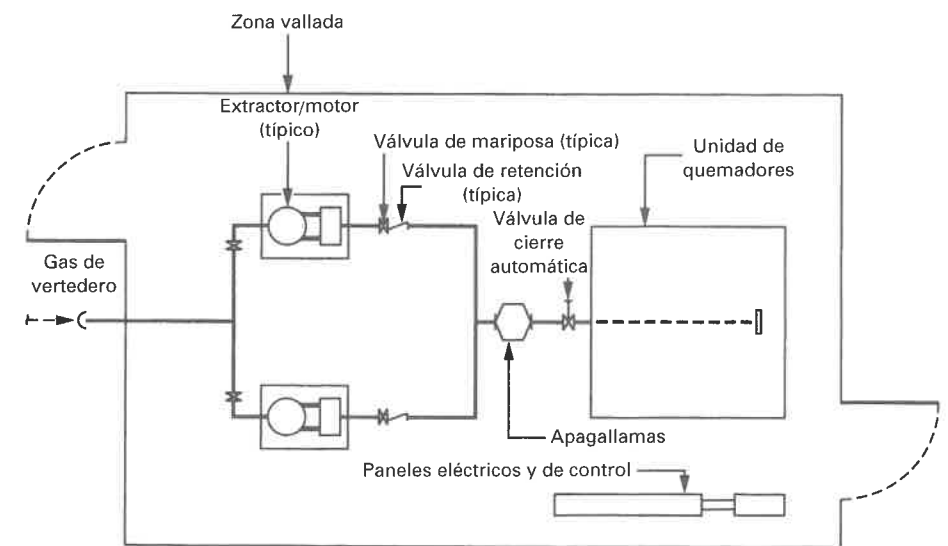 Zona vallada
Extractor/motor
(típico)
Válvula de mariposa (típica)
Válvula de retención
(típica)
Unidad de
quemadores
Válvula de
cierre
automática
Gas de
vertedero
Apagallamas
Paneles eléctricos y de control